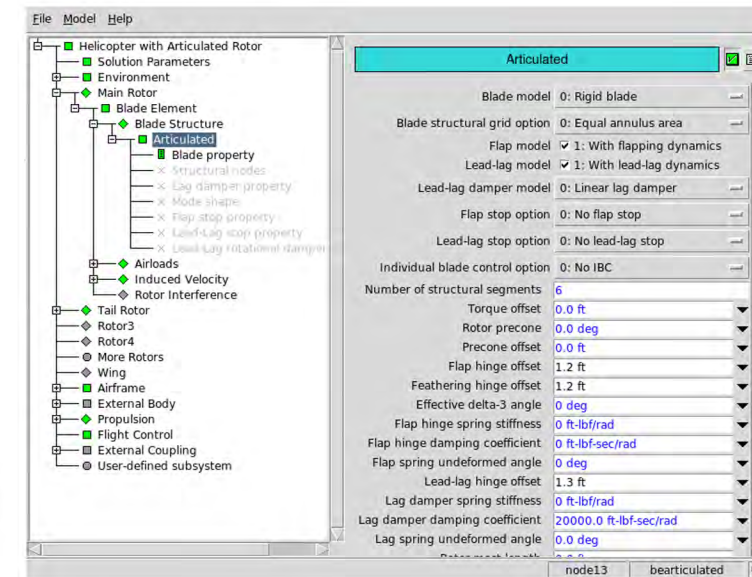 File Model Help
Helicopter with Articulated Rotor
Solution Parameters
Environment
Main Rotor
Blade Element
Blade Structure
Articulated
Blade property
Structural nodes
Lag damper property
Mode shape
Flap stop property
Lead-Lag stop property
Lead-Lag rotational damper
Airloads
Induced Velocity
Rotor Interference
Tail Rotor
Rotor3
Rotor4
More Rotors
Wing
Airframe
External Body
Propulsion
Flight Control
External Coupling
User-defined subsystem
Articulated
Blade model 0: Rigid blade
Blade structural grid option 0: Equal annulus area
Flap model 1: With flapping dynamics
Lead-lag model 1: With lead-lag dynamics
Lead-lag damper model 0: Linear lag damper
Flap stop option 0: No flap stop
Lead-lag stop option 0: No lead-lag stop
Individual blade control option 0: No IBC
Number of structural segments 6
Torque offset 0.0 ft
Rotor precone 0.0 deg
Precone offset 0.0 ft
Flap hinge offset 1.2 ft
Feathering hinge offset 1.2 ft
Effective delta-3 angle 0 deg
Flap hinge spring stiffness 0 ft-lbf/rad
Flap hinge damping coefficient 0 ft-lbf-sec/rad
Flap spring undeformed angle 0 deg
Lead-lag hinge offset 1.3 ft
Lag damper spring stiffness 0 ft-lbf/rad
Lag damper damping coefficient 20000.0 ft-lbf-sec/rad
Lag spring undeformed angle 0.0 deg
node13 bearticulated